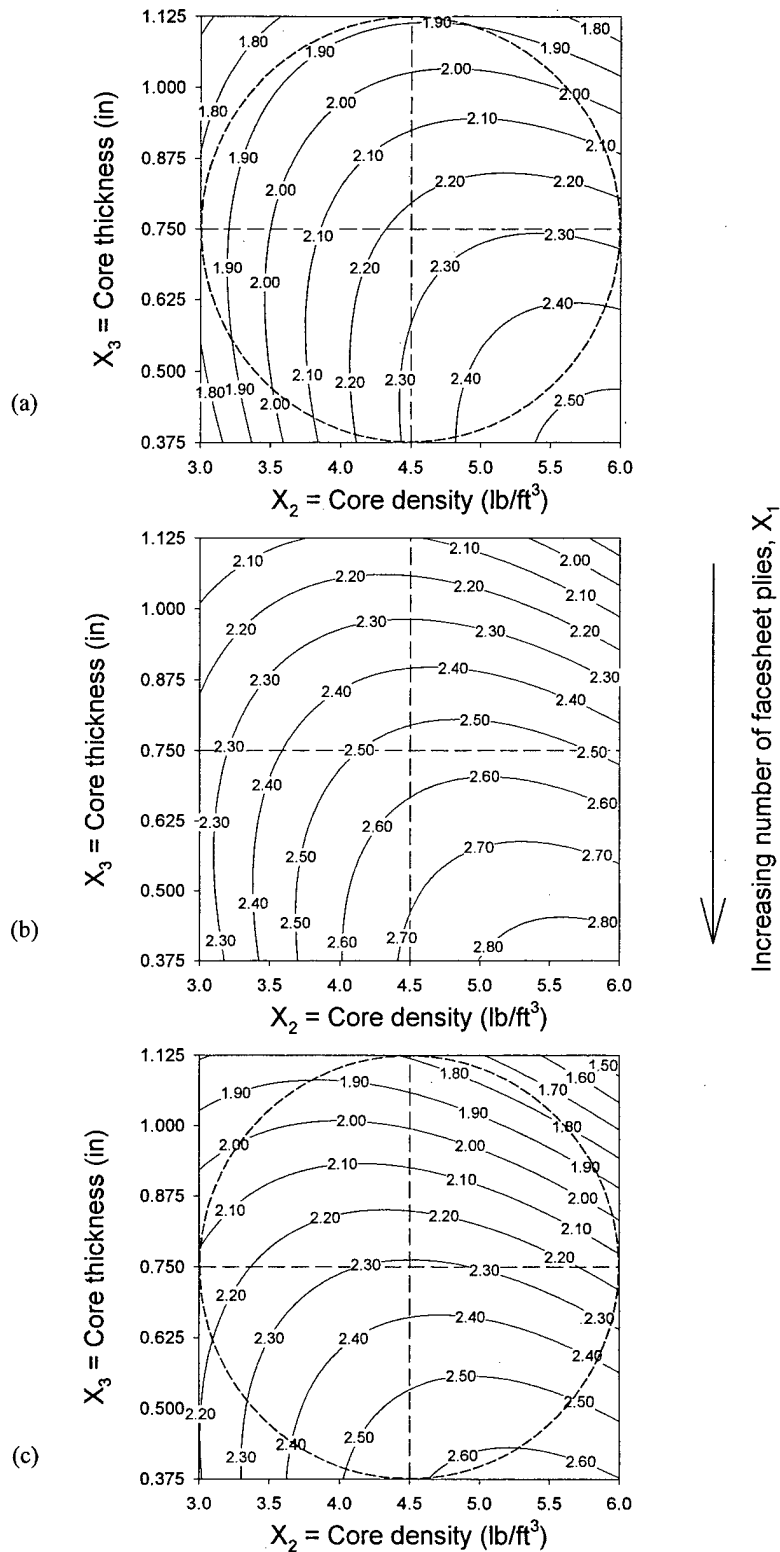 1.125
1.80 1.90 1.80
1.80 1.90 1.90
1.000
2.00 2.00
1.80
1.90 2.10 2.10
0.875
2.00 2.10 2.20 2.20
0.750
2.10 2.30
1.90 2.00 2.20 2.30
0.625
2.40
0.500
1.80 1.90 2.00 2.10 2.20 2.30 2.40 2.50
0.375
3.0 3.5 4.0 4.5 5.0 5.5 6.0
X2 = Core density (lb/ft3)
X3 = Core thickness (in)
(a)
1.125
2.10 2.10 2.00
2.20 2.20 2.10
1.000
2.20 2.30 2.30 2.20
0.875
2.30 2.40 2.40 2.30
0.750
2.30 2.50 2.50 2.50
2.40 2.60 2.60
0.625
2.30 2.50 2.60 2.70 2.70
0.500
2.40 2.50
2.30 2.60 2.70 2.80 2.80
0.375
3.0 3.5 4.0 4.5 5.0 5.5 6.0
X2 = Core density (lb/ft3)
X3 = Core thickness (in)
(b)
Increasing number of facesheet plies, X1
1.125
1.90 1.90 1.80 1.70 1.60 1.50
1.000
2.00 2.00 1.90 1.80
2.10 2.00 1.90
0.875
2.10 2.20 2.20 2.10 2.00
2.10
0.750
2.20 2.30 2.30 2.20
0.625
2.30 2.40 2.40 2.30
2.40
0.500
2.20 2.50 2.50
2.30 2.40 2.50 2.60 2.60
0.375
3.0 3.5 4.0 4.5 5.0 5.5 6.0
X2 = Core density (lb/ft3)
X3 = Core thickness (in)
(c)